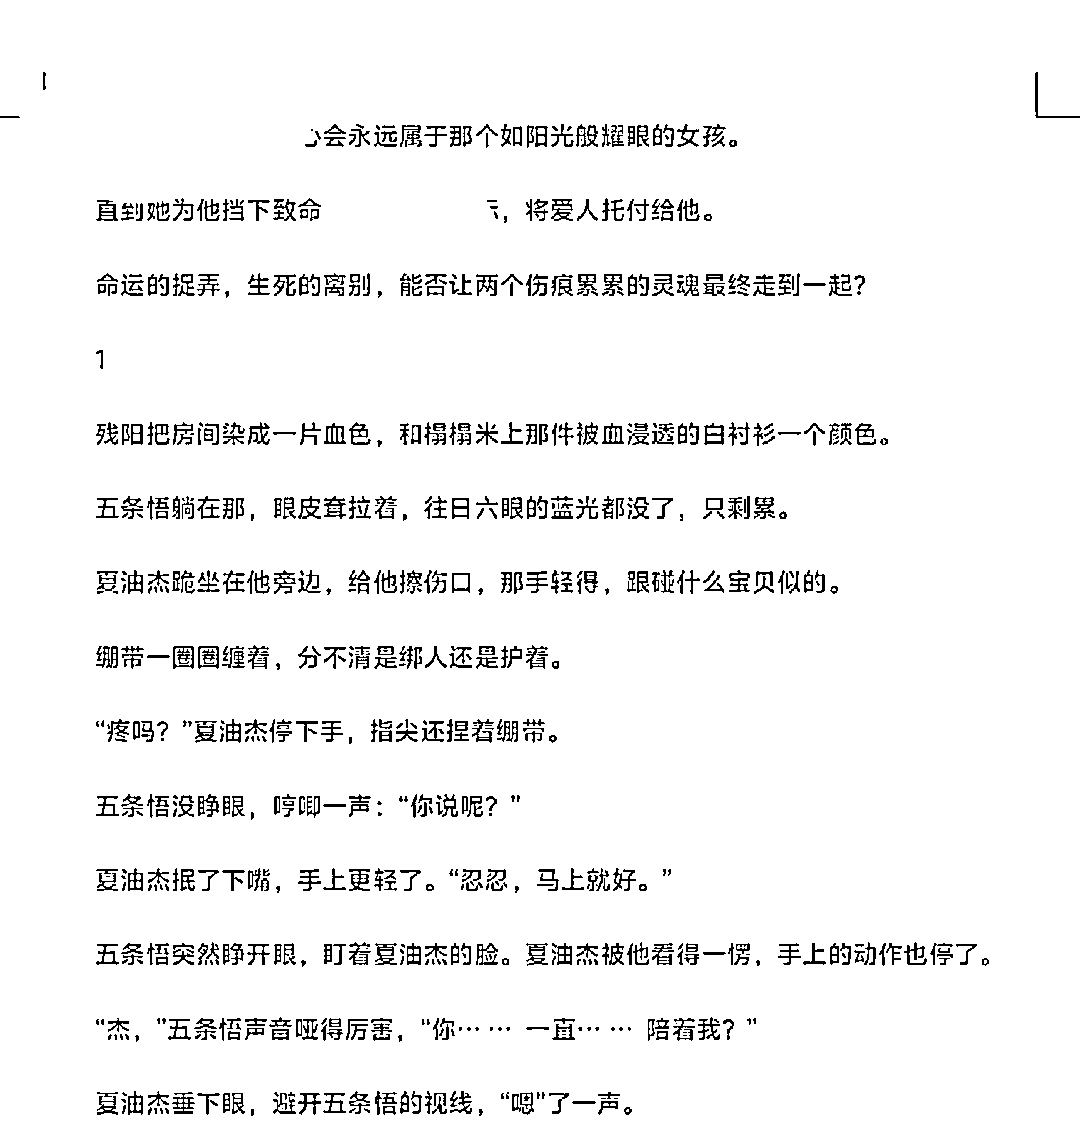 会永远属于那个如阳光般耀眼的女孩。
直到她为他挡下致命
，将爱人托付给他。
命运的捉弄，生死的离别，能否让两个伤痕累累的灵魂最终走到一起？
1
残阳把房间染成一片血色，和榻榻米上那件被血浸透的白衬衫一个颜色。
五条悟躺在那，眼皮耷拉着，往日六眼的蓝光都没了，只剩累。
夏油杰跪坐在他旁边，给他擦伤口，那手轻得，跟碰什么宝贝似的。
绷带一圈圈缠着，分不清是绑人还是护着。
“疼吗？”夏油杰停下手，指尖还捏着绷带。
五条悟没睁眼，哼唧一声：“你说呢？”
夏油杰抿了下嘴，手上更轻了。“忍忍，马上就好。”
五条悟突然睁开眼，盯着夏油杰的脸。夏油杰被他看得一愣，手上的动作也停了。
“杰，”五条悟声音哑得厉害，“你… … 一直… … 陪着我？”
夏油杰垂下眼，避开五条悟的视线，“嗯”了一声。